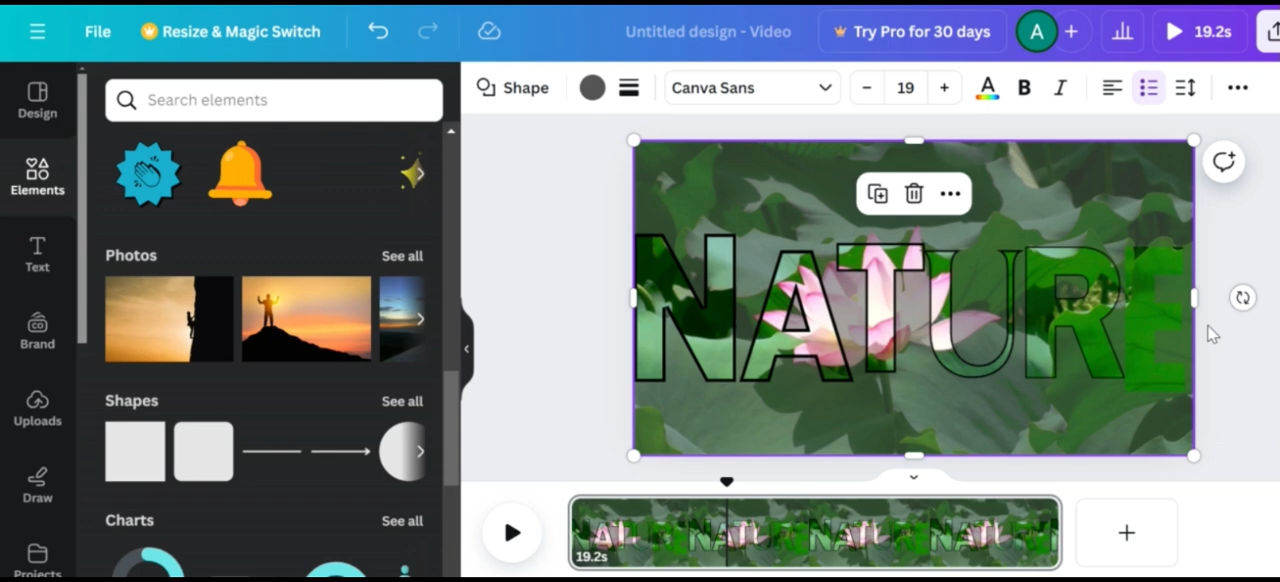 File
Resize & Magic Switch
Untitled design - Video
Try Pro for 30 days
A
+
19.2s
Design
Elements
Text
Brand
Uploads
Draw
Projects
Search elements
Photos
See all
Shapes
See all
Charts
See all
Shape
Canva Sans
- 19 +
A
B
I
NATURE
19.2s
+